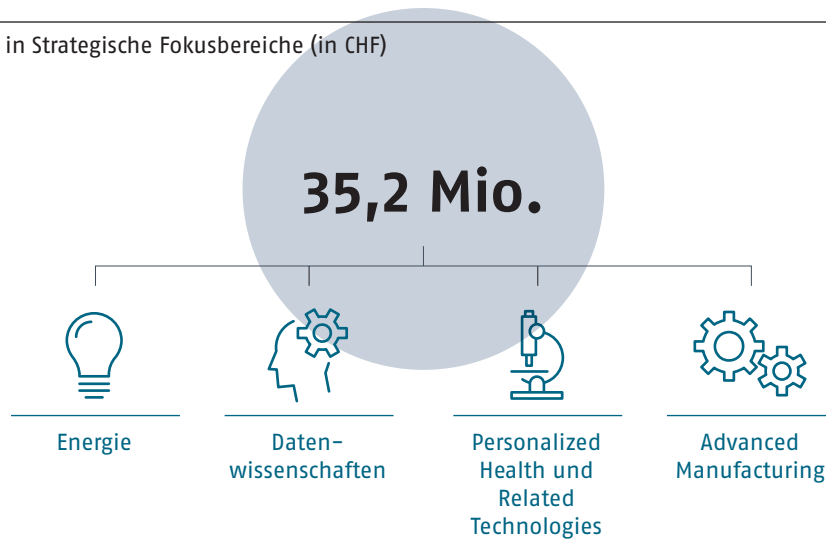 in Strategische Fokusbereiche (in CHF)
35,2 Mio.
Energie
Daten-
wissenschaften
Personalized
Health und
Related
Technologies
Advanced
Manufacturing